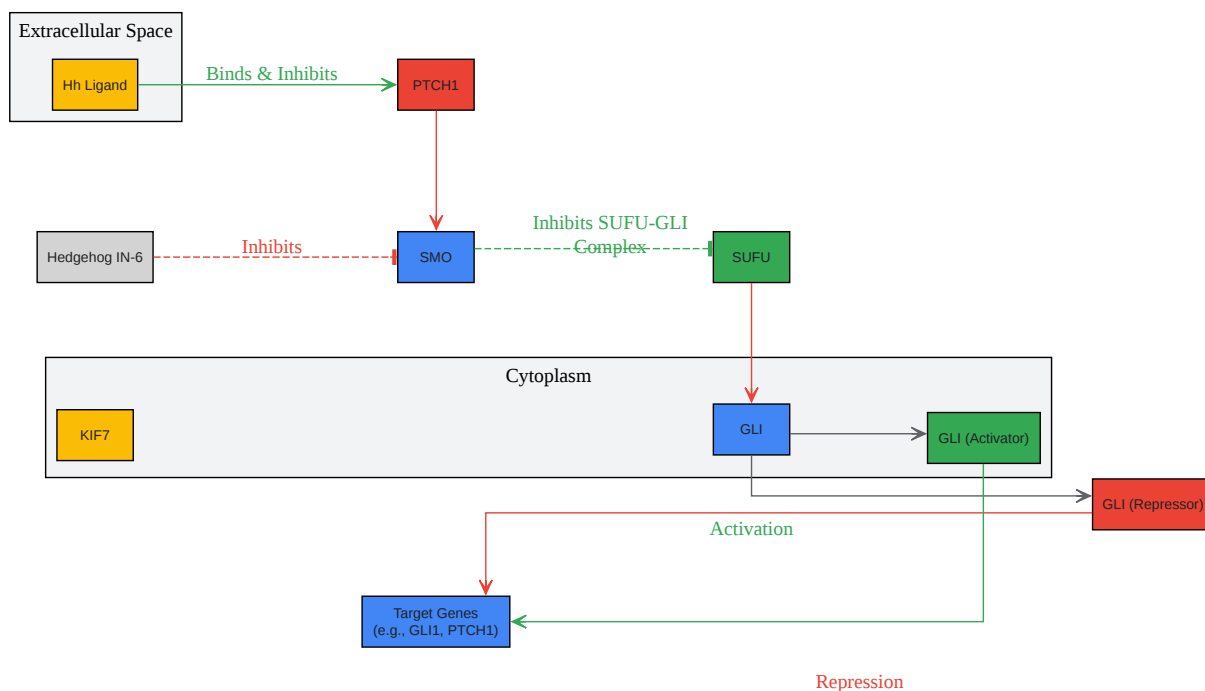 Extracellular Space
Hh Ligand
Binds & Inhibits
PTCH1
Hedgehog IN-6
Inhibits
SMO
Inhibits SUFU-GLI
Complex
SUFU
Cytoplasm
KIF7
GLI
GLI (Activator)
GLI (Repressor)
Activation
Target Genes
(e.g., GLI1, PTCH1)
Repression